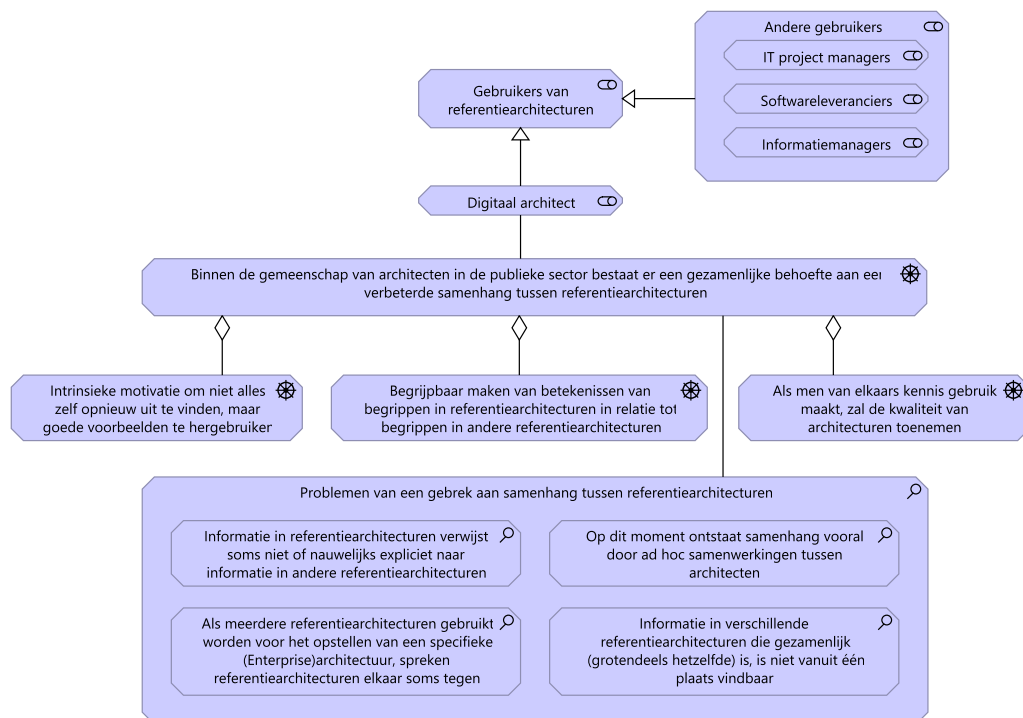 Andere gebruikers
IT project managers
Softwareleveranciers
Informatiemanagers
Gebruikers van
referentiearchitecturen
Digitaal architect
Binnen de gemeenschap van architecten in de publieke sector bestaat er een gezamenlijke behoefte aan een
verbeterde samenhang tussen referentiearchitecturen
Intrinsieke motivatie om niet alles
zelf opnieuw uit te vinden, maar
goede voorbeelden te hergebruiken
Begrijpbaar maken van betekenissen van
begrippen in referentiearchitecturen in relatie tot
begrippen in andere referentiearchitecturen
Als men van elkaars kennis gebruik
maakt, zal de kwaliteit van
architecturen toenemen
Problemen van een gebrek aan samenhang tussen referentiearchitecturen
Informatie in referentiearchitecturen verwijst
soms niet of nauwelijks expliciet naar
informatie in andere referentiearchitecturen
Op dit moment ontstaat samenhang vooral
door ad hoc samenwerkingen tussen
architecten
Als meerdere referentiearchitecturen gebruikt
worden voor het opstellen van een specifieke
(Enterprise)architectuur, spreken
referentiearchitecturen elkaar soms tegen
Informatie in verschillende
referentiearchitecturen die gezamenlijk
(grotendeels hetzelfde) is, is niet vanuit één
plaats vindbaar